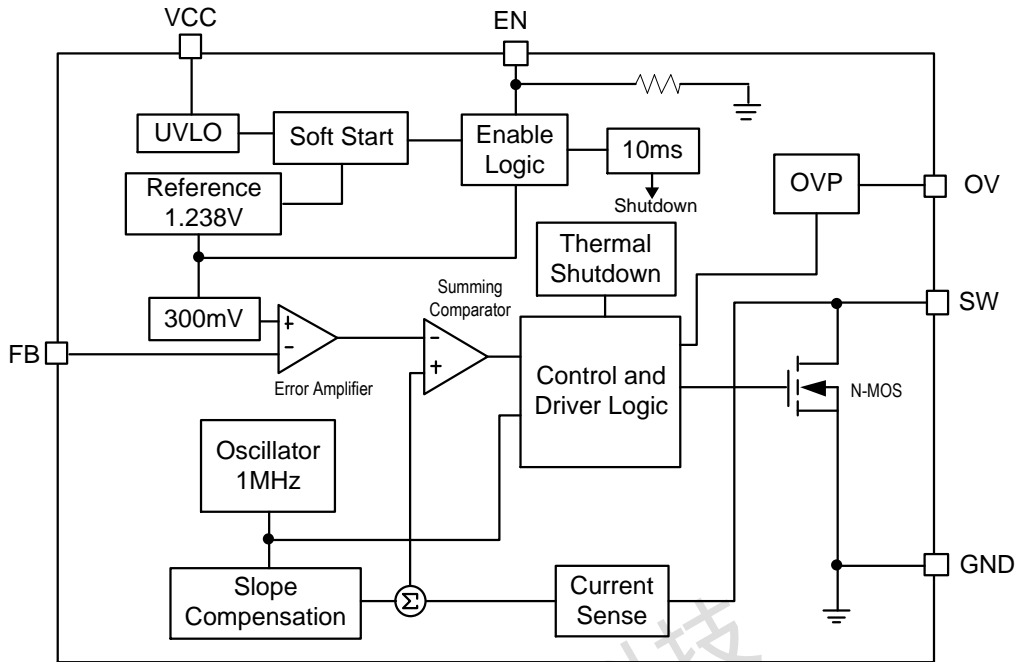 VCC
EN
UVLO
Soft Start
Enable
Logic
10ms
Shutdown
OVP
OV
Reference
1.238V
Thermal
Shutdown
300mV
Summing
Comparator
SW
+
−
FB
Error Amplifier
−
+
Control and
Driver Logic
N-MOS
Oscillator
1MHz
Slope
Compensation
Σ
Current
Sense
GND
技